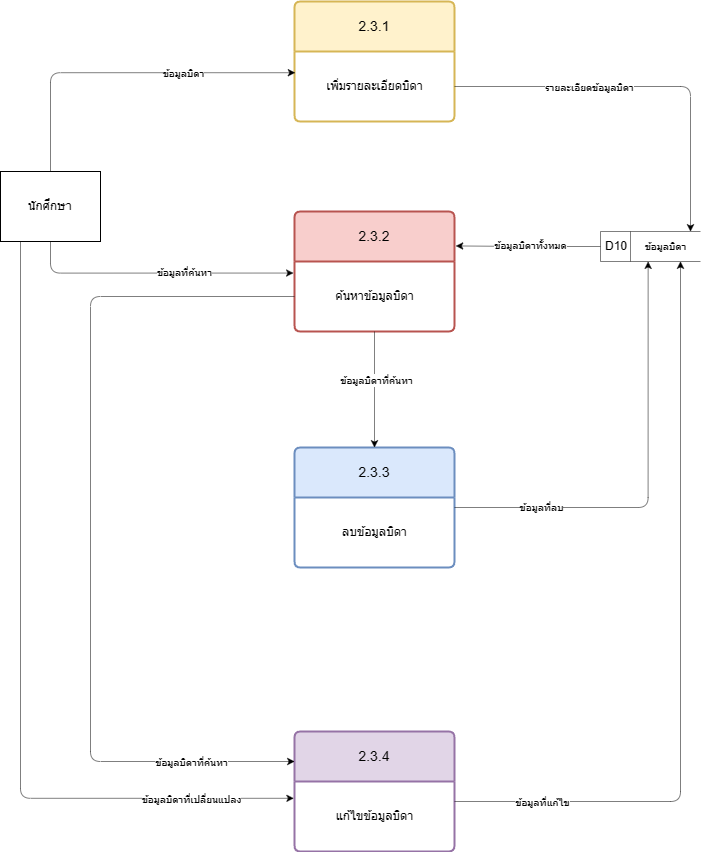 2.3.1
ข้อมูลบิดา
เพิ่มรายละเอียดบิดา
รายละเอียดข้อมูลบิดา
นักศึกษา
2.3.2
D10
ข้อมูลบิดา
ข้อมูลบิดาทั้งหมด
ข้อมูลที่ค้นหา
ค้นหาข้อมูลบิดา
ข้อมูลบิดาที่ค้นหา
2.3.3
ข้อมูลที่ลบ
ลบข้อมูลบิดา
2.3.4
ข้อมูลบิดาที่ค้นหา
ข้อมูลบิดาที่เปลี่ยนแปลง
ข้อมูลที่แก้ไข
แก้ไขข้อมูลบิดา